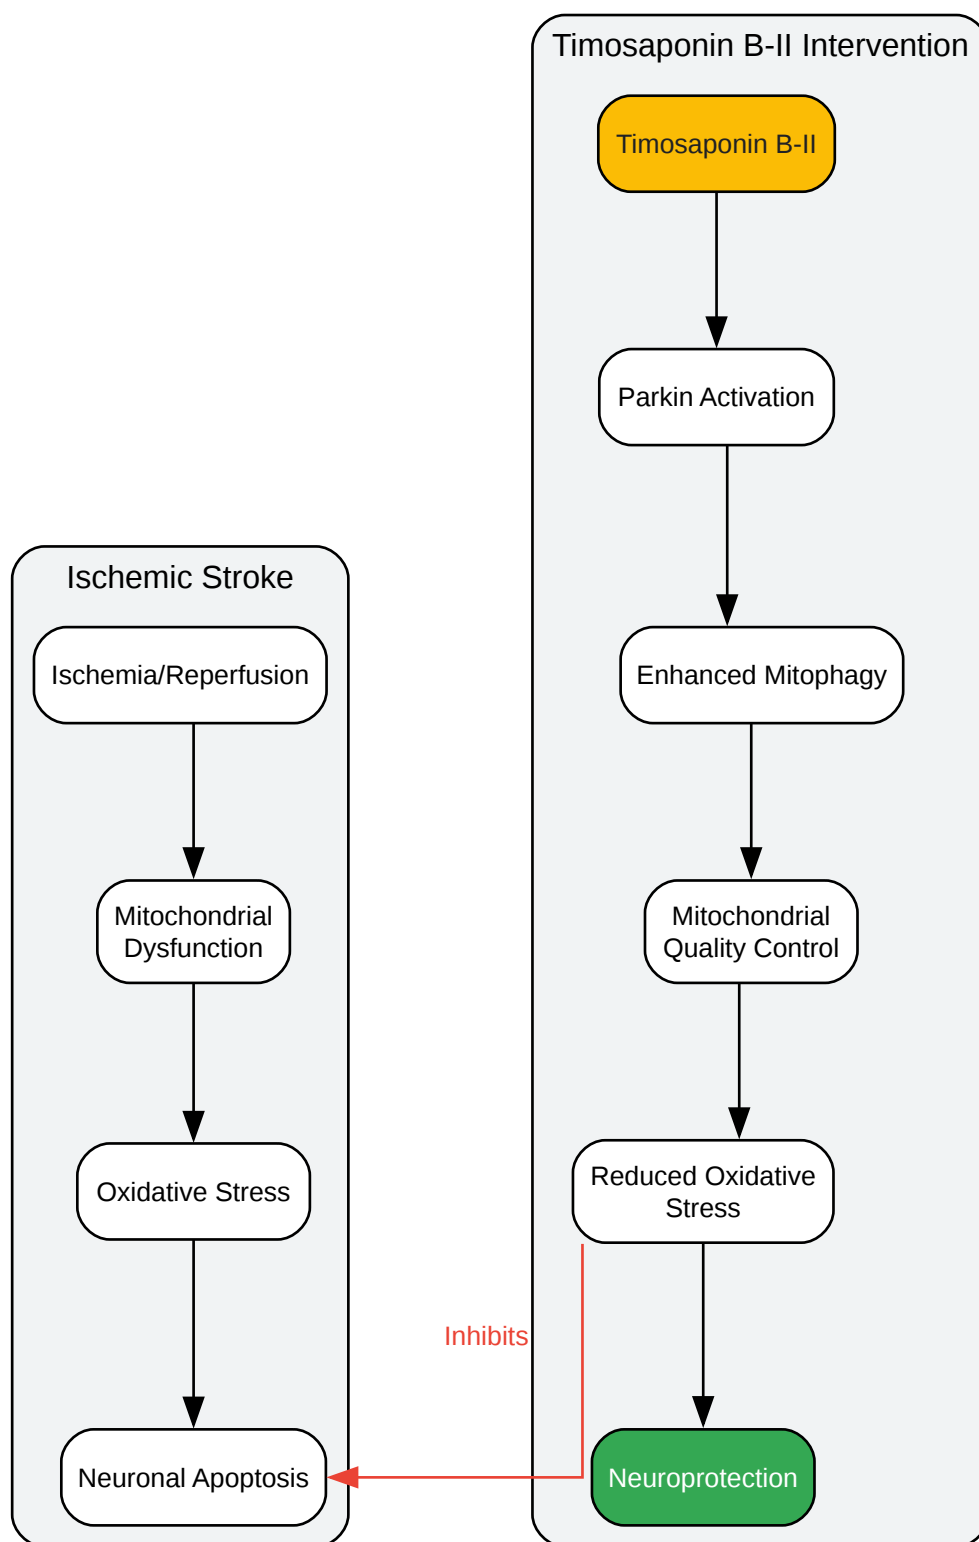 Timosaponin B-II Intervention
Timosaponin B-II
Parkin Activation
Enhanced Mitophagy
Mitochondrial
Quality Control
Reduced Oxidative
Stress
Inhibits
Neuroprotection
Ischemic Stroke
Ischemia/Reperfusion
Mitochondrial
Dysfunction
Oxidative Stress
Neuronal Apoptosis